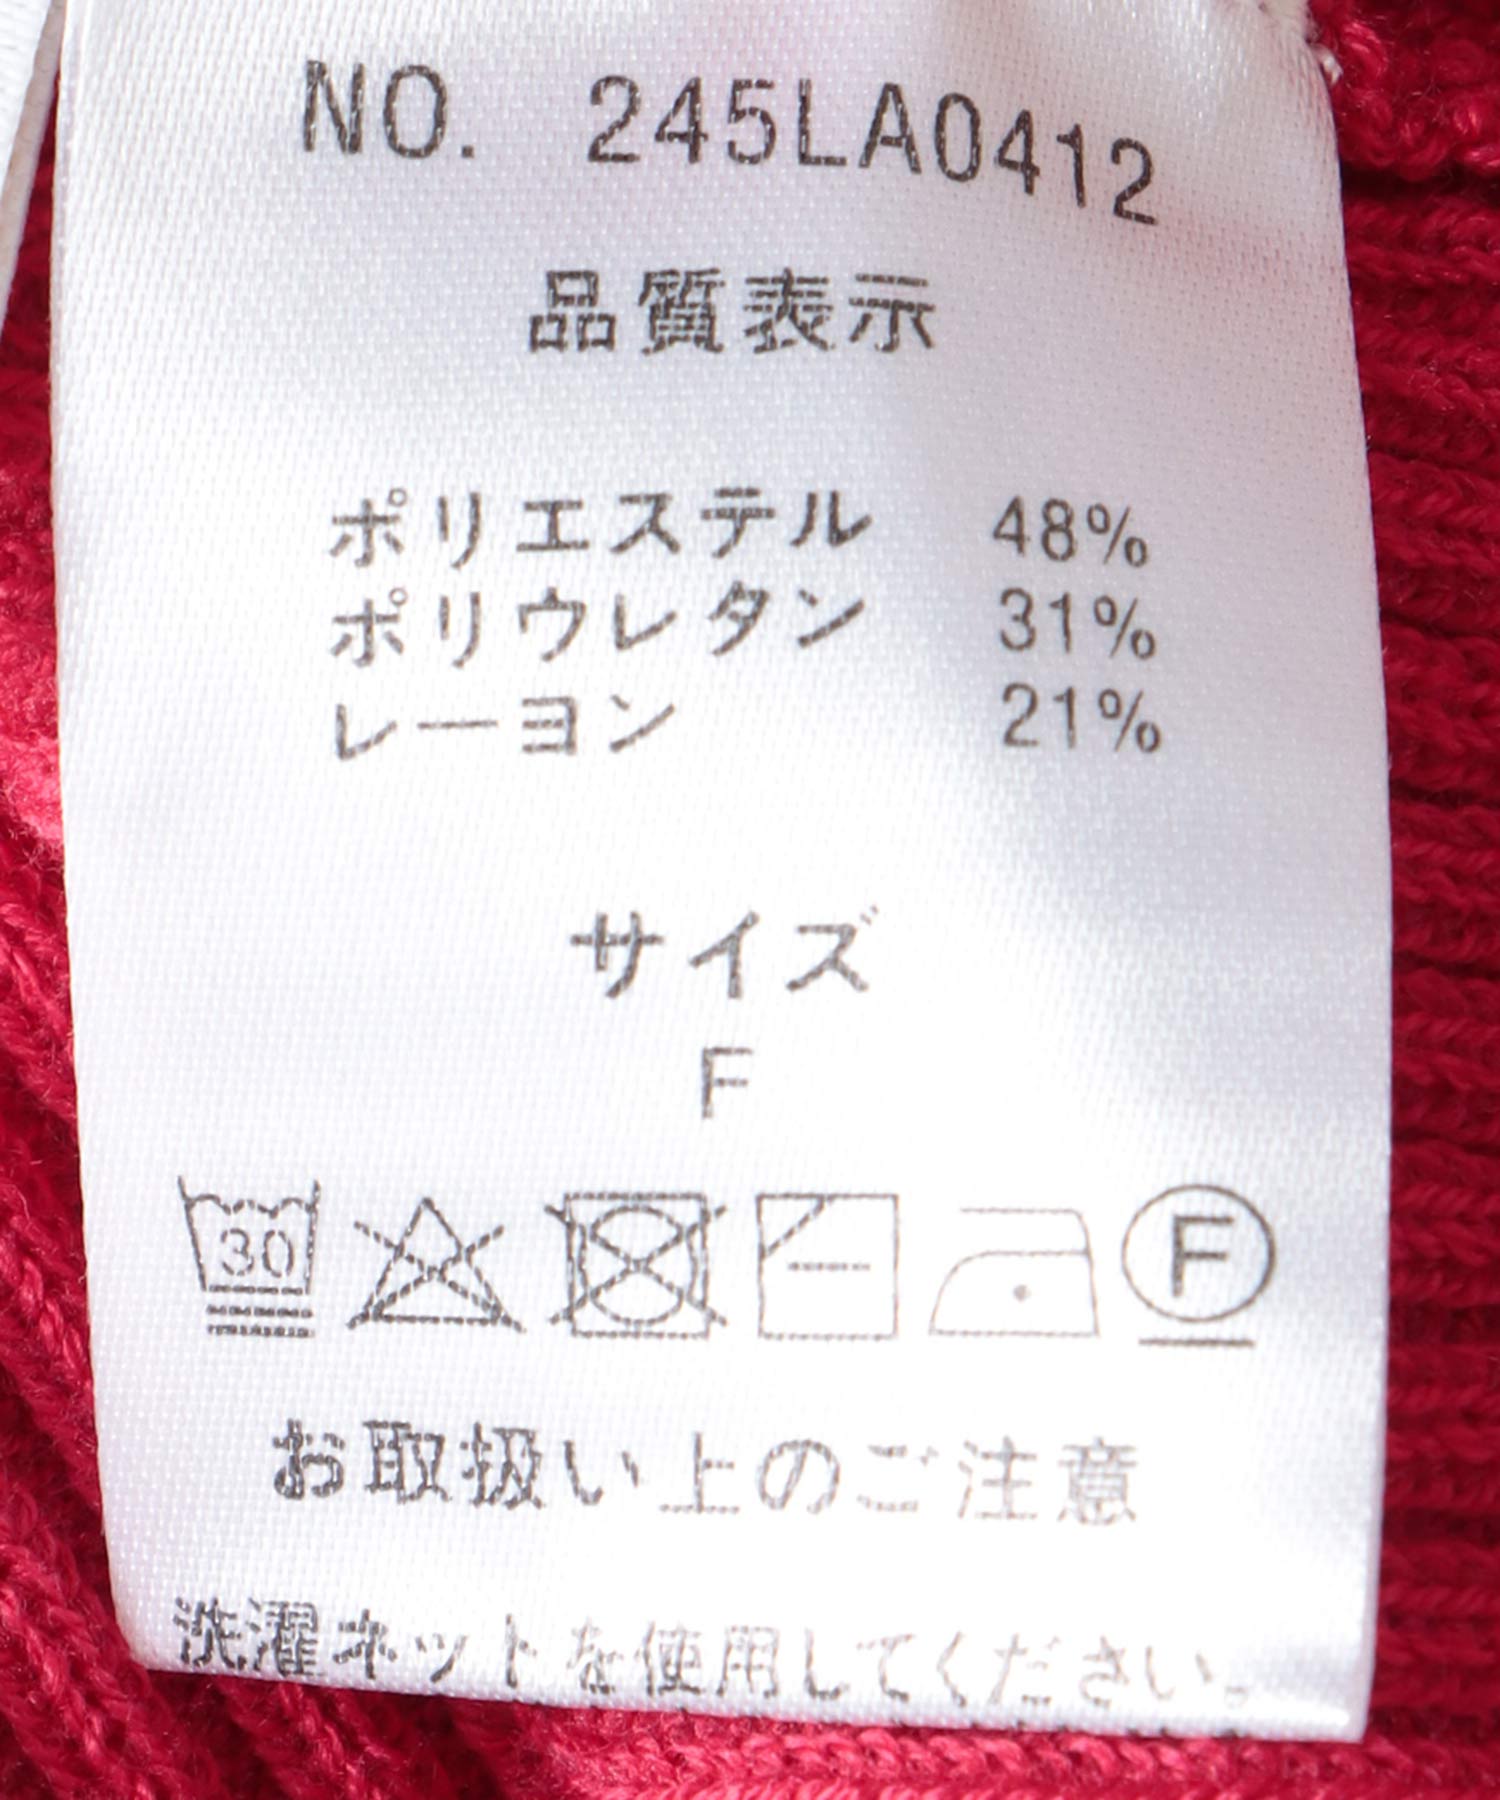 NO. 245LA0412
品質表示
ポリエステル 48%
ポリウレタン 31%
レーヨン 21%
サイズ
F
30 F
お取扱い上のご注意
洗濯ネットを使用してください。